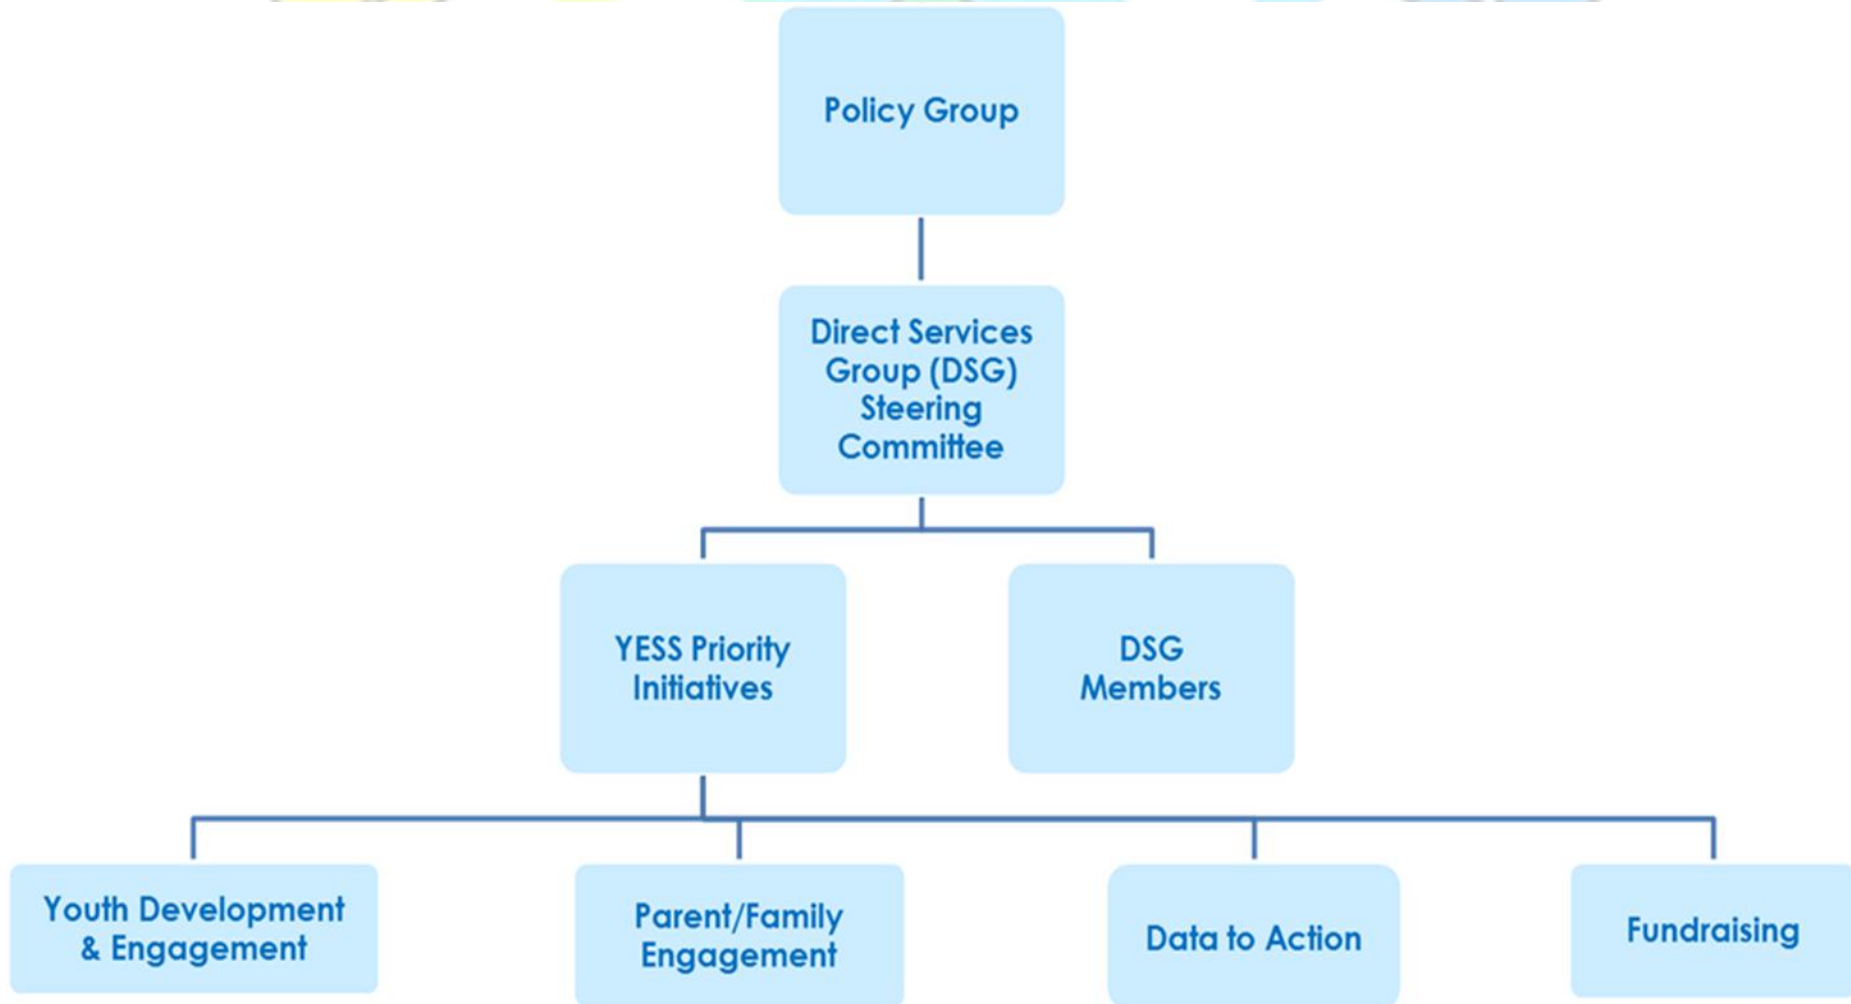 Policy Group
Direct Services
Group (DSG)
Steering
Committee
YESS Priority
Initiatives
DSG
Members
Youth Development
& Engagement
Parent/Family
Engagement
Data to Action
Fundraising